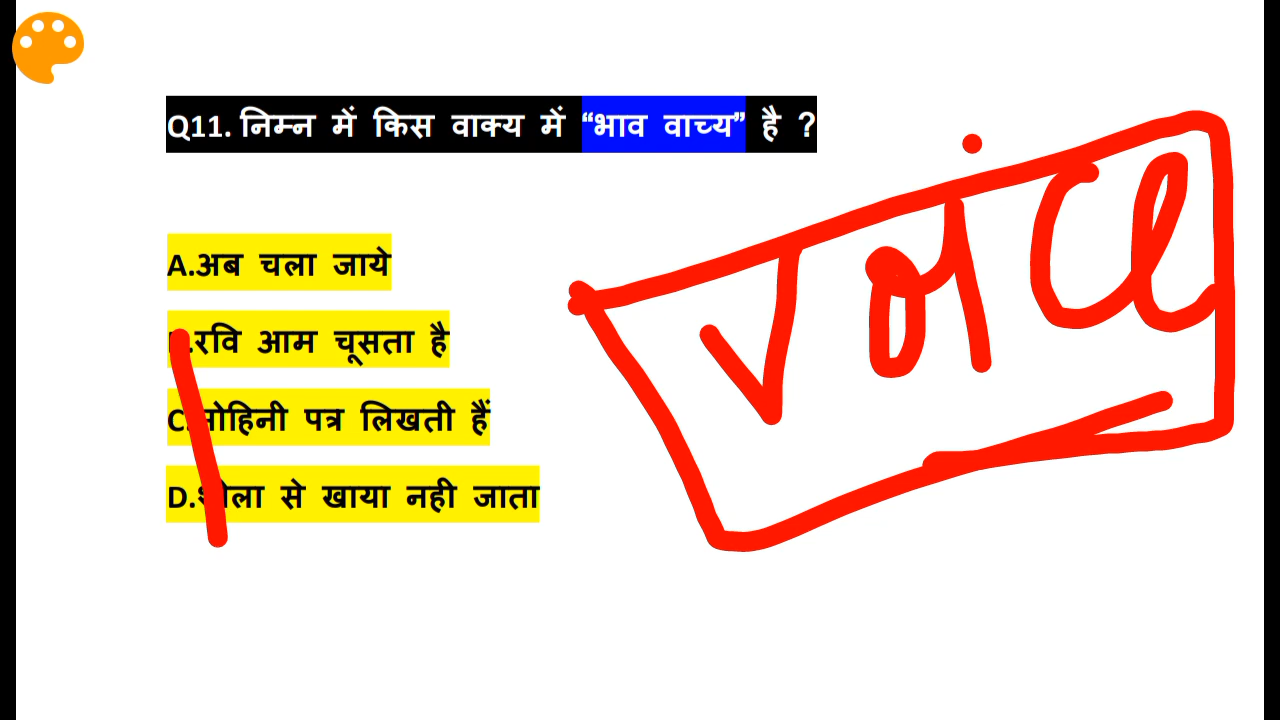 Q11. निम्न में किस वाक्य में “भाव वाच्य” है ?
A.अब चला जाये
B.रवि आम चूसता है
C.मोहिनी पत्र लिखती हैं
D.शीला से खाया नही जाता
voice